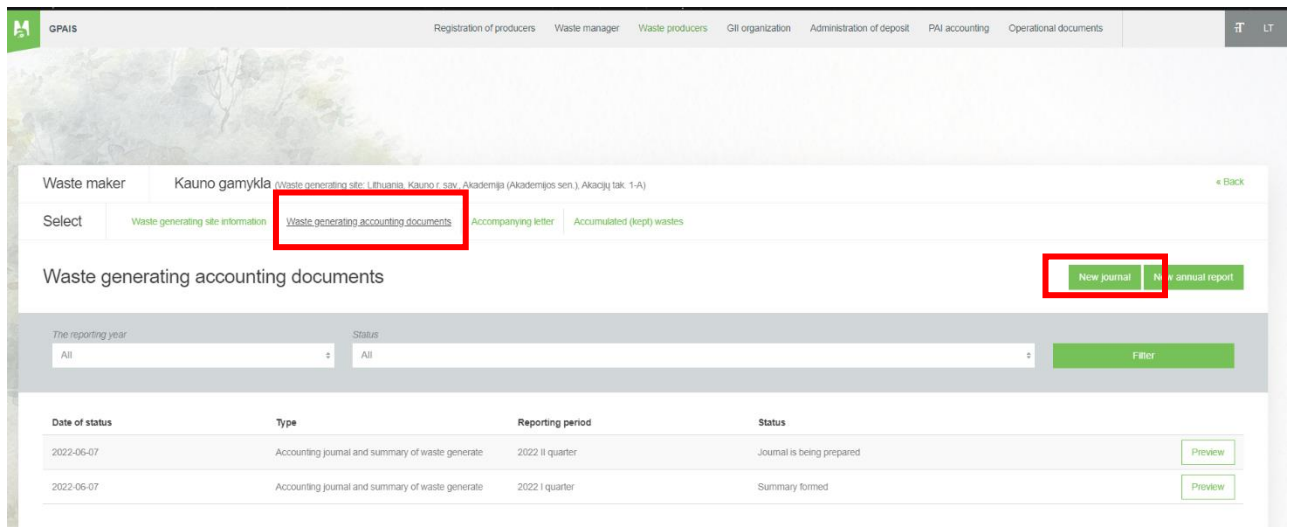 GPAIS Registration of producers Waste manager Waste producers GII organization Administration of deposit PAI accounting Operational documents LT
Waste maker Kauno gamykla (Waste generating site: Lithuania, Kauno r. sav., Akademija (Akademijos sen.), Akacijų tak. 1-A) « Back
Select Waste generating site information Waste generating accounting documents Accompanying letter Accumulated (kept) wastes
Waste generating accounting documents New journal New annual report
The reporting year Status
All All Filter
Date of status Type Reporting period Status
2022-06-07 Accounting journal and summary of waste generate 2022 II quarter Journal is being prepared Preview
2022-06-07 Accounting journal and summary of waste generate 2022 I quarter Summary formed Preview